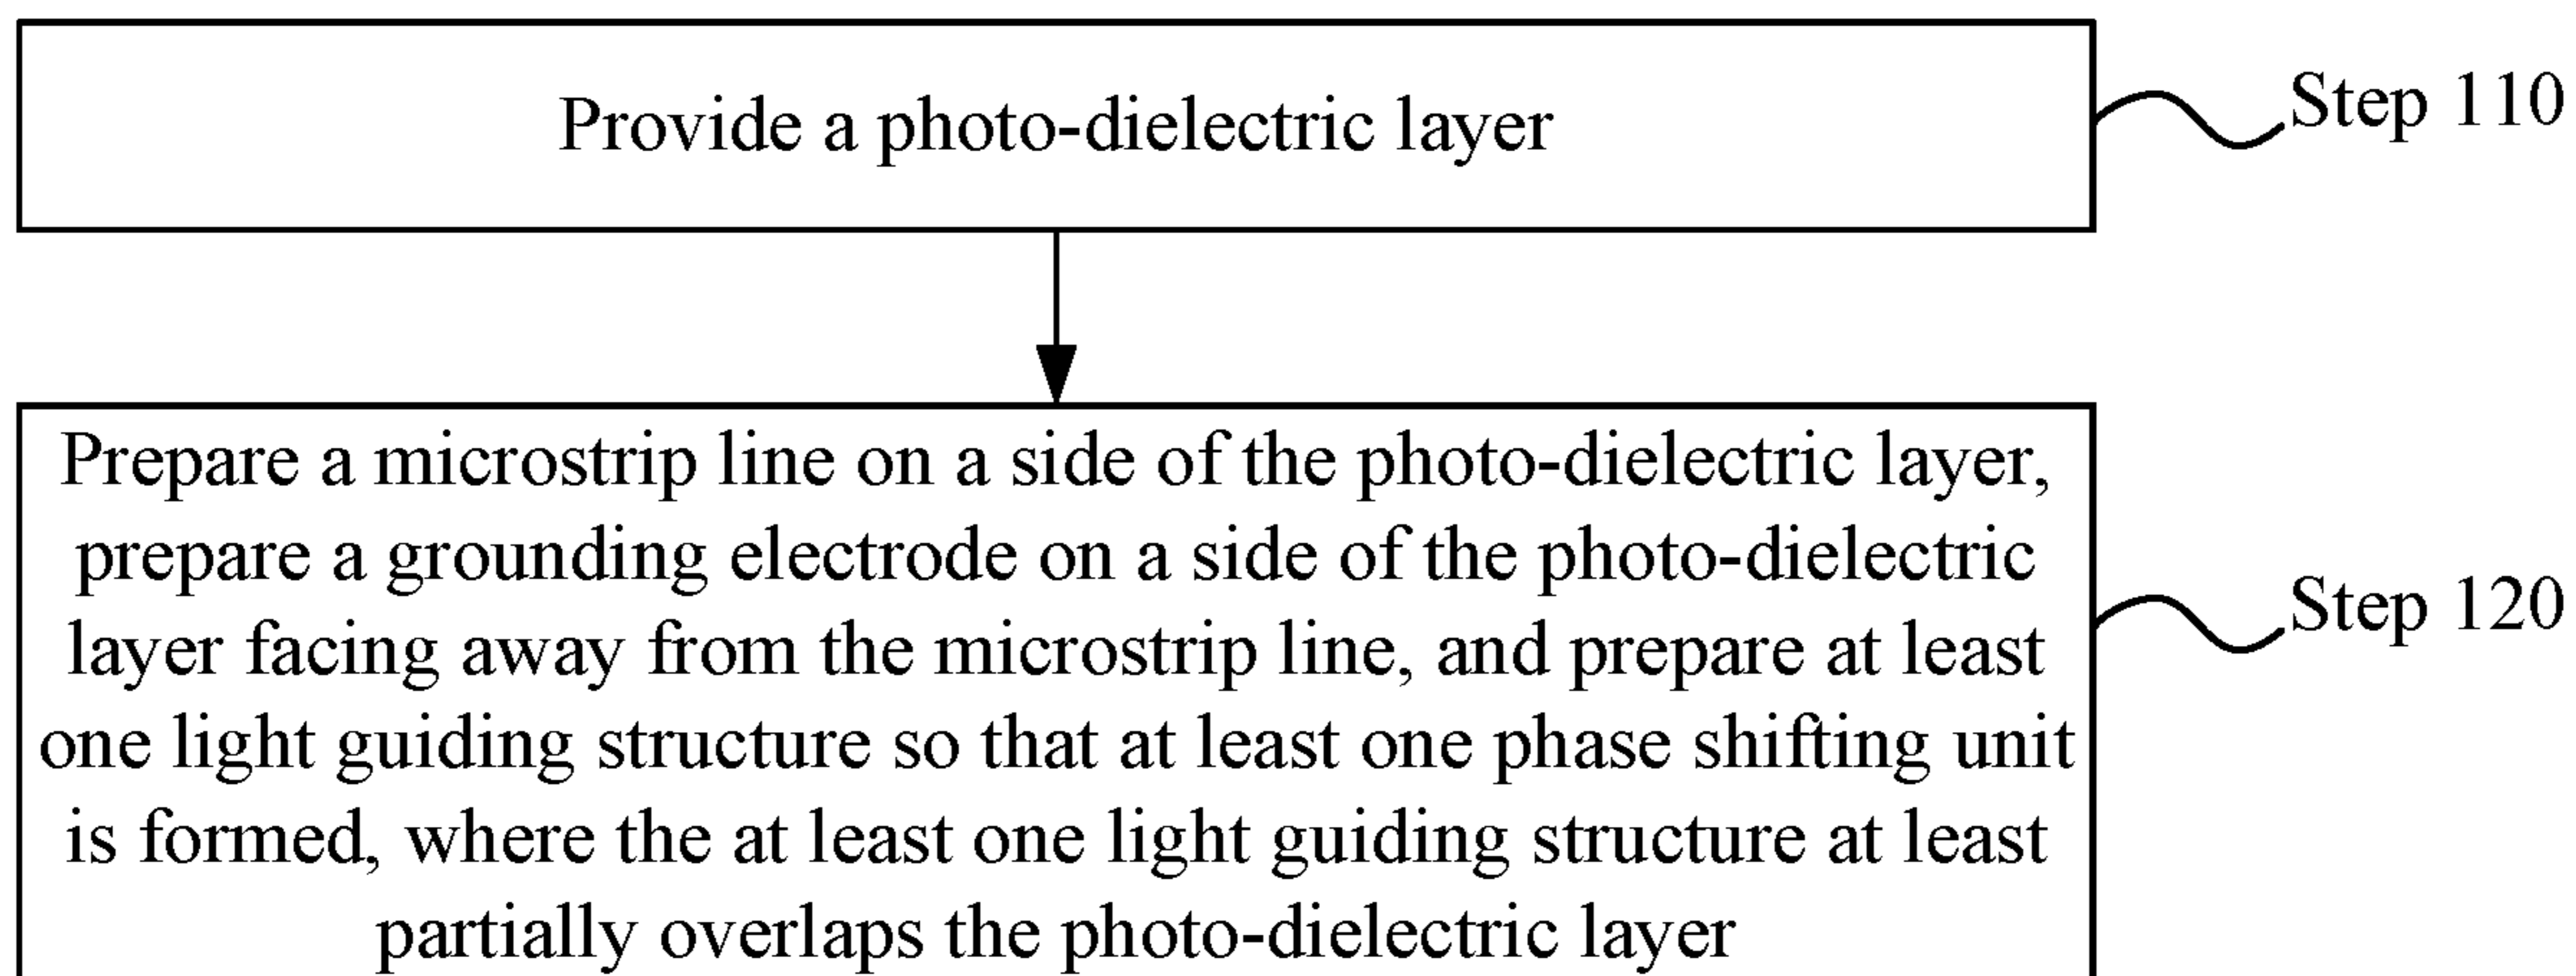 Provide a photo-dielectric layer
Step 110
Prepare a microstrip line on a side of the photo-dielectric layer,
prepare a grounding electrode on a side of the photo-dielectric
layer facing away from the microstrip line, and prepare at least
one light guiding structure so that at least one phase shifting unit
is formed, where the at least one light guiding structure at least
partially overlaps the photo-dielectric layer
Step 120